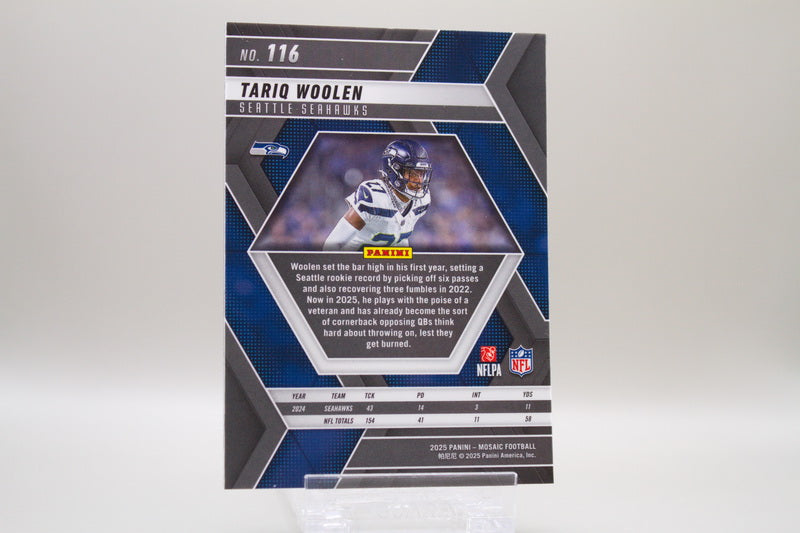 NO. 116
TARIQ WOOLEN
SEATTLE SEAHAWKS
27
PANINI
Woolen set the bar high in his first year, setting a
Seattle rookie record by picking off six passes
and also recovering three fumbles in 2022.
Now in 2025, he plays with the poise of a
veteran and has already become the sort
of cornerback opposing QBs think
hard about throwing on, lest they
get burned.
NFLPA
NFL
YEAR TEAM TCK PD INT YDS
2024 SEAHAWKS 43 14 3 11
NFL TOTALS 154 41 11 58
2025 PANINI – MOSAIC FOOTBALL
帕尼尼 © 2025 Panini America, Inc.